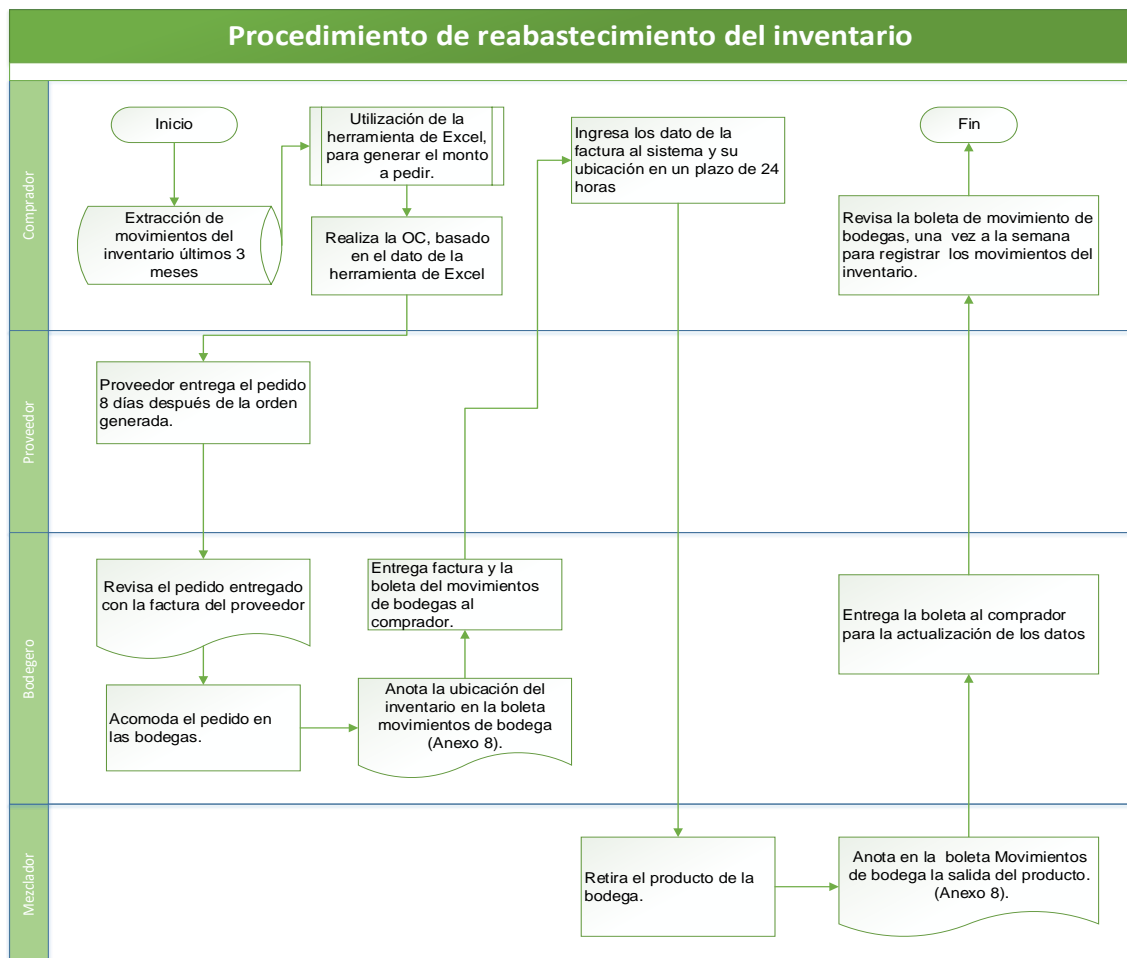 Procedimiento de reabastecimiento del inventario
Comprador
Inicio
Extracción de
movimientos del
inventario últimos 3
meses
Utilización de la
herramienta de Excel,
para generar el monto
a pedir.
Realiza la OC, basado
en el dato de la
herramienta de Excel
Ingresa los dato de la
factura al sistema y su
ubicación en un plazo de 24
horas
Fin
Revisa la boleta de movimiento de
bodegas, una vez a la semana
para registrar los movimientos del
inventario.
Proveedor
Proveedor entrega el pedido
8 días después de la orden
generada.
Bodegero
Revisa el pedido entregado
con la factura del proveedor
Acomoda el pedido en
las bodegas.
Entrega factura y la
boleta del movimientos
de bodegas al
comprador.
Anota la ubicación del
inventario en la boleta
movimientos de bodega
(Anexo 8).
Entrega la boleta al comprador
para la actualización de los datos
Mezclador
Retira el producto de la
bodega.
Anota en la boleta Movimientos
de bodega la salida del producto.
(Anexo 8).